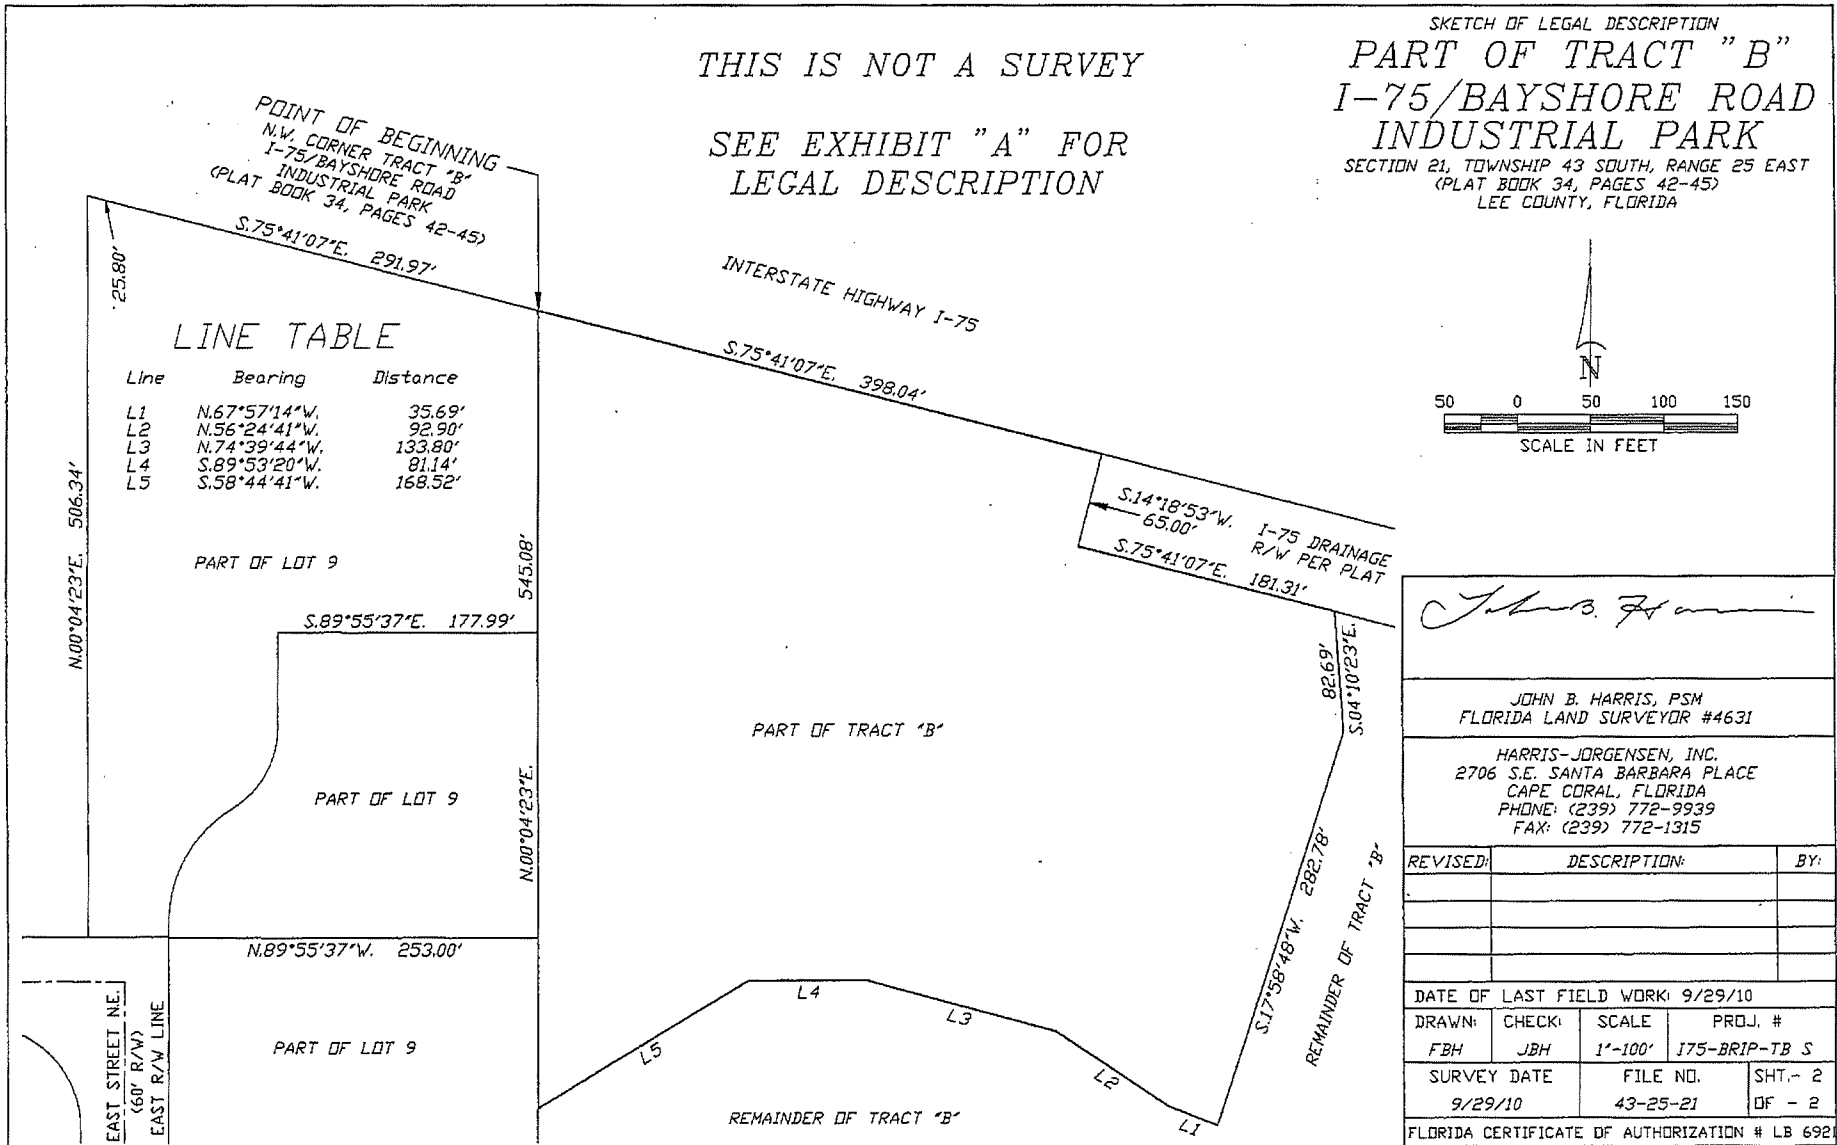 SKETCH OF LEGAL DESCRIPTION
PART OF TRACT "B"
I-75/BAYSHORE ROAD
INDUSTRIAL PARK
SECTION 21, TOWNSHIP 43 SOUTH, RANGE 25 EAST
(PLAT BOOK 34, PAGES 42-45)
LEE COUNTY, FLORIDA
THIS IS NOT A SURVEY
SEE EXHIBIT "A" FOR
LEGAL DESCRIPTION
POINT OF BEGINNING
N.W. CORNER TRACT "B"
I-75/BAYSHORE ROAD
INDUSTRIAL PARK
(PLAT BOOK 34, PAGES 42-45)
S.75°41'07"E. 291.97'
25.80'
INTERSTATE HIGHWAY I-75
S.75°41'07"E. 398.04'
N
50 0 50 100 150
SCALE IN FEET
LINE TABLE
Line Bearing Distance
L1 N.67°57'14"W. 35.69'
L2 N.56°24'41"W. 92.90'
L3 N.74°39'44"W. 133.80'
L4 S.89°53'20"W. 81.14'
L5 S.58°44'41"W. 168.52'
N.00°04'23"E. 506.34'
545.08'
S.14°18'53"W.
65.00'
I-75 DRAINAGE
R/W PER PLAT
S.75°41'07"E. 181.31'
PART OF LOT 9
S.89°55'37"E. 177.99'
82.69'
S.04°10'23"E.
PART OF TRACT "B"
PART OF LOT 9
N.00°04'23"E.
S.17°58'48"W. 282.78'
REMAINDER OF TRACT "B"
N.89°55'37"W. 253.00'
L4
L3
L5
L2
L1
EAST STREET N.E.
(60' R/W)
EAST R/W LINE
PART OF LOT 9
REMAINDER OF TRACT "B"
John B. Harris
JOHN B. HARRIS, PSM
FLORIDA LAND SURVEYOR #4631
HARRIS-JORGENSEN, INC.
2706 S.E. SANTA BARBARA PLACE
CAPE CORAL, FLORIDA
PHONE: (239) 772-9939
FAX: (239) 772-1315
REVISED: DESCRIPTION: BY:
DATE OF LAST FIELD WORK: 9/29/10
DRAWN: CHECK: SCALE PROJ. #
FBH JBH 1"-100' I75-BRIP-TB S
SURVEY DATE FILE NO. SHT.- 2
9/29/10 43-25-21 OF - 2
FLORIDA CERTIFICATE OF AUTHORIZATION # LB 6921